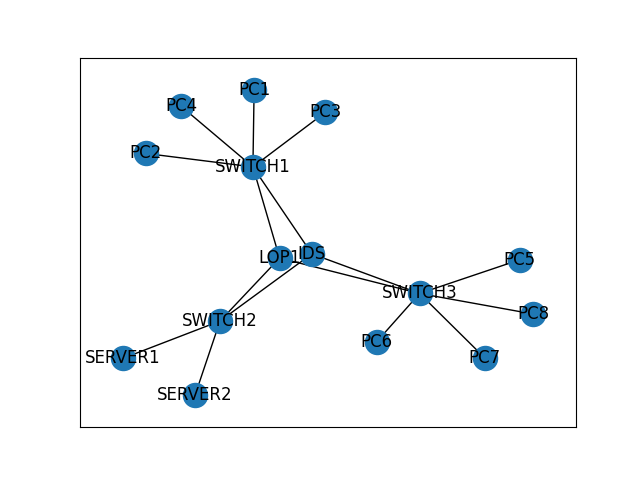 PC1
PC4
PC3
PC2
SWITCH1
LOP1
IDS
PC5
SWITCH3
PC8
SWITCH2
PC6
SERVER1
PC7
SERVER2